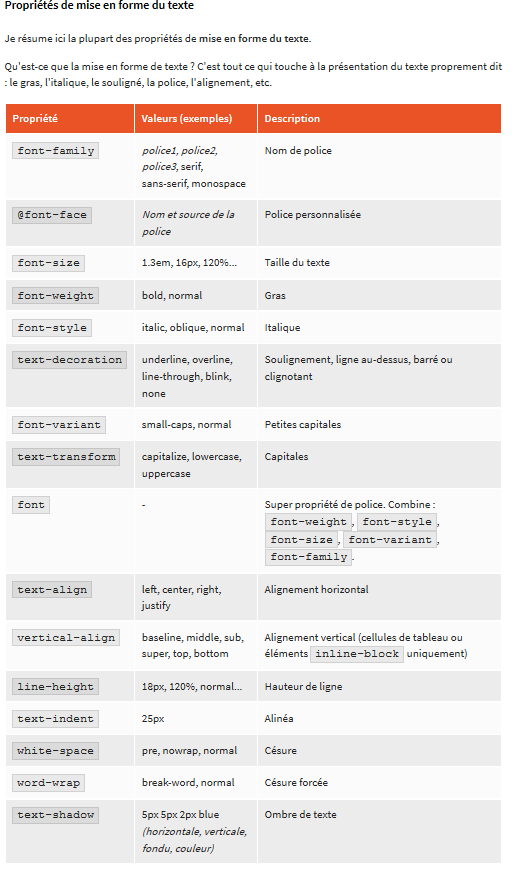 Propriétés de mise en forme du texte
Je résume ici la plupart des propriétés de mise en forme du texte.
Qu'est-ce que la mise en forme de texte ? C'est tout ce qui touche à la présentation du texte proprement dit
: le gras, l'italique, le souligné, la police, l'alignement, etc.
Propriété Valeurs (exemples) Description
font-family police1, police2, Nom de police
police3, serif,
sans-serif, monospace
@font-face Nom et source de la Police personnalisée
police
font-size 1.3em, 16px, 120%... Taille du texte
font-weight bold, normal Gras
font-style italic, oblique, normal Italique
text-decoration underline, overline, Soulignement, ligne au-dessus, barré ou
line-through, blink, clignotant
none
font-variant small-caps, normal Petites capitales
text-transform capitalize, lowercase, Capitales
uppercase
font - Super propriété de police. Combine :
font-weight, font-style,
font-size, font-variant,
font-family.
text-align left, center, right, Alignement horizontal
justify
vertical-align baseline, middle, sub, Alignement vertical (cellules de tableau ou
super, top, bottom éléments inline-block uniquement)
line-height 18px, 120%, normal... Hauteur de ligne
text-indent 25px Alinéa
white-space pre, nowrap, normal Césure
word-wrap break-word, normal Césure forcée
text-shadow 5px 5px 2px blue Ombre de texte
(horizontale, verticale,
fondu, couleur)